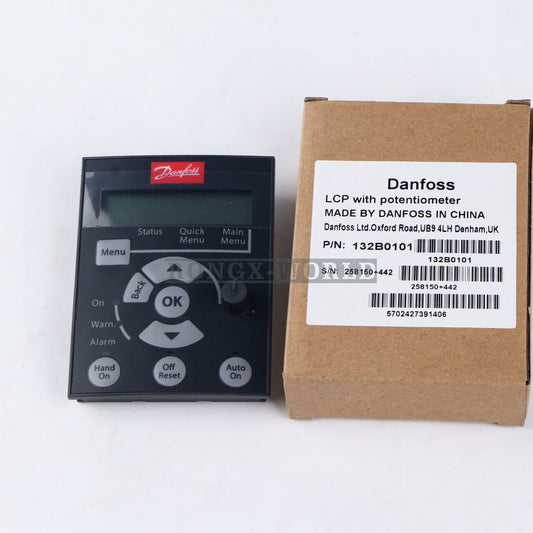 Danfoss
Status
Quick
Menu
Main
Menu
Menu
Back
OK
On
Warn.
Alarm
Hand
On
Off
Reset
Auto
On
HONGX-WORLD
Danfoss
LCP with potentiometer
MADE BY DANFOSS IN CHINA
Danfoss Ltd.Oxford Road,UB9 4LH Denham,UK
P/N: 132B0101
132B0101
S/N: 258150+442
258150+442
5702427391406